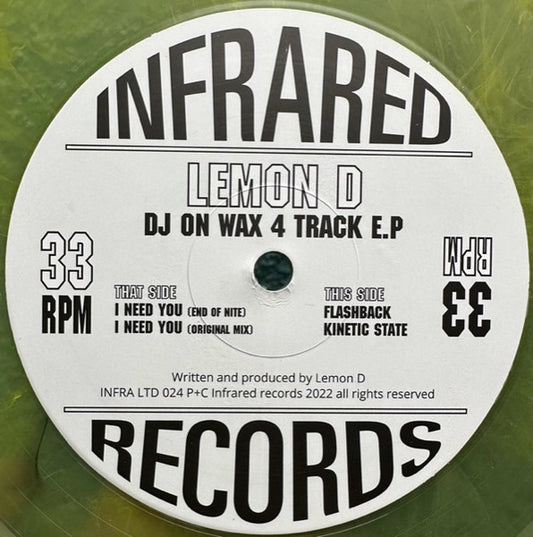 INFRARED
LEMON D
DJ ON WAX 4 TRACK E.P
33
RPM
THAT SIDE
I NEED YOU (END OF NITE)
I NEED YOU (ORIGINAL MIX)
THIS SIDE
FLASHBACK
KINETIC STATE
33
RPM
Written and produced by Lemon D
INFRA LTD 024 P+C Infrared records 2022 all rights reserved
RECORDS